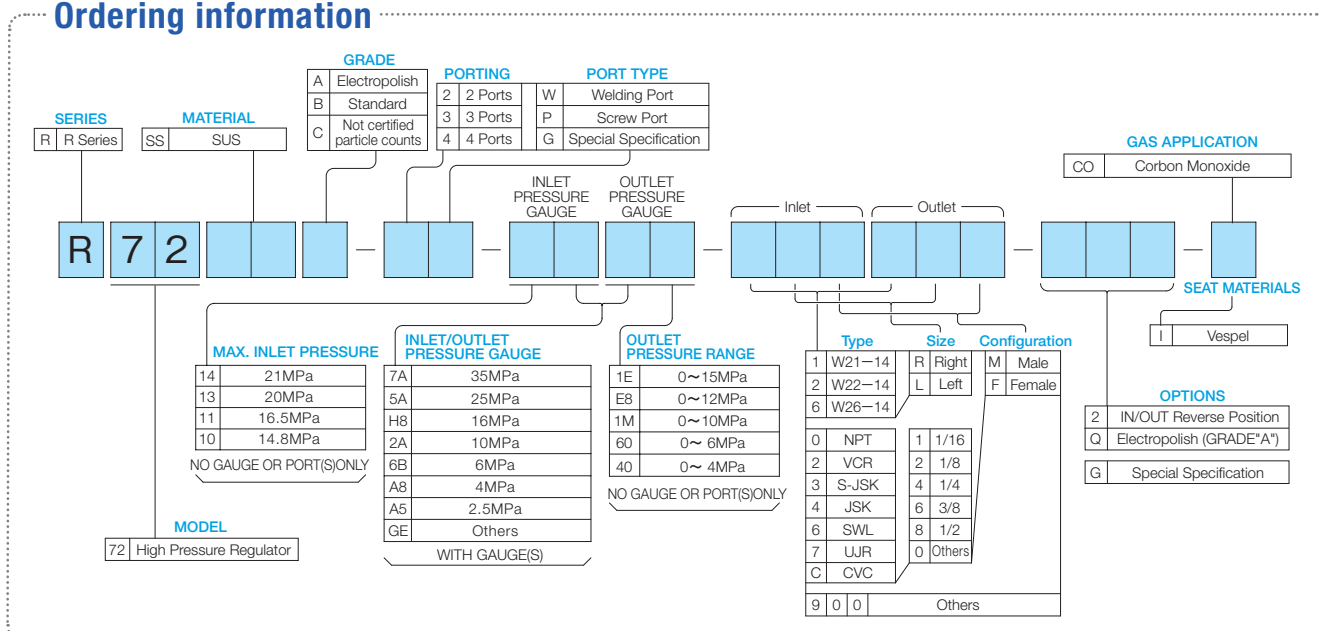 Ordering information
GRADE
A Electropolish
B Standard
C Not certified
particle counts
PORTING
2 2 Ports
3 3 Ports
4 4 Ports
PORT TYPE
W Welding Port
P Screw Port
G Special Specification
SERIES
R R Series
MATERIAL
SS SUS
GAS APPLICATION
CO Corbon Monoxide
INLET
PRESSURE
GAUGE
OUTLET
PRESSURE
GAUGE
Inlet
Outlet
R 7 2 — — — — —
SEAT MATERIALS
I Vespel
MAX. INLET PRESSURE
14 21MPa
13 20MPa
11 16.5MPa
10 14.8MPa
NO GAUGE OR PORT(S)ONLY
INLET/OUTLET
PRESSURE GAUGE
7A 35MPa
5A 25MPa
H8 16MPa
2A 10MPa
6B 6MPa
A8 4MPa
A5 2.5MPa
GE Others
WITH GAUGE(S)
OUTLET
PRESSURE RANGE
1E 0〜15MPa
E8 0〜12MPa
1M 0〜10MPa
60 0〜 6MPa
40 0〜 4MPa
NO GAUGE OR PORT(S)ONLY
Type Size Configuration
1 W21−14 R Right M Male
2 W22−14 L Left F Female
6 W26−14
0 NPT 1 1/16
2 VCR 2 1/8
3 S-JSK 4 1/4
4 JSK 6 3/8
6 SWL 8 1/2
7 UJR 0 Others
C CVC
9 0 0 Others
OPTIONS
2 IN/OUT Reverse Position
Q Electropolish (GRADE"A")
G Special Specification
MODEL
72 High Pressure Regulator